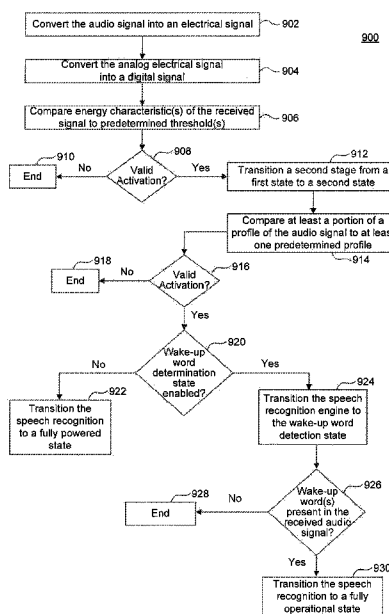 Convert the audio signal into an electrical signal
902
900
Convert the analog electrical signal
into a digital signal
904
Compare energy characteristic(s) of the received
signal to predetermined threshold(s)
906
910
End
No
908
Valid
Activation?
Yes
912
Transition a second stage from a
first state to a second state
Compare at least a portion of a
profile of the audio signal to at least
one predetermined profile
914
918
End
No
916
Valid
Activation?
Yes
920
Wake-up
word
determination
state
enabled?
No
Yes
922
Transition the
speech recognition
to a fully powered
state
924
Transition the speech
recognition engine to
the wake-up word
detection state
926
Wake-up
word(s)
present in the
received audio
signal?
928
End
No
Yes
930
Transition the speech
recognition to a fully
operational state